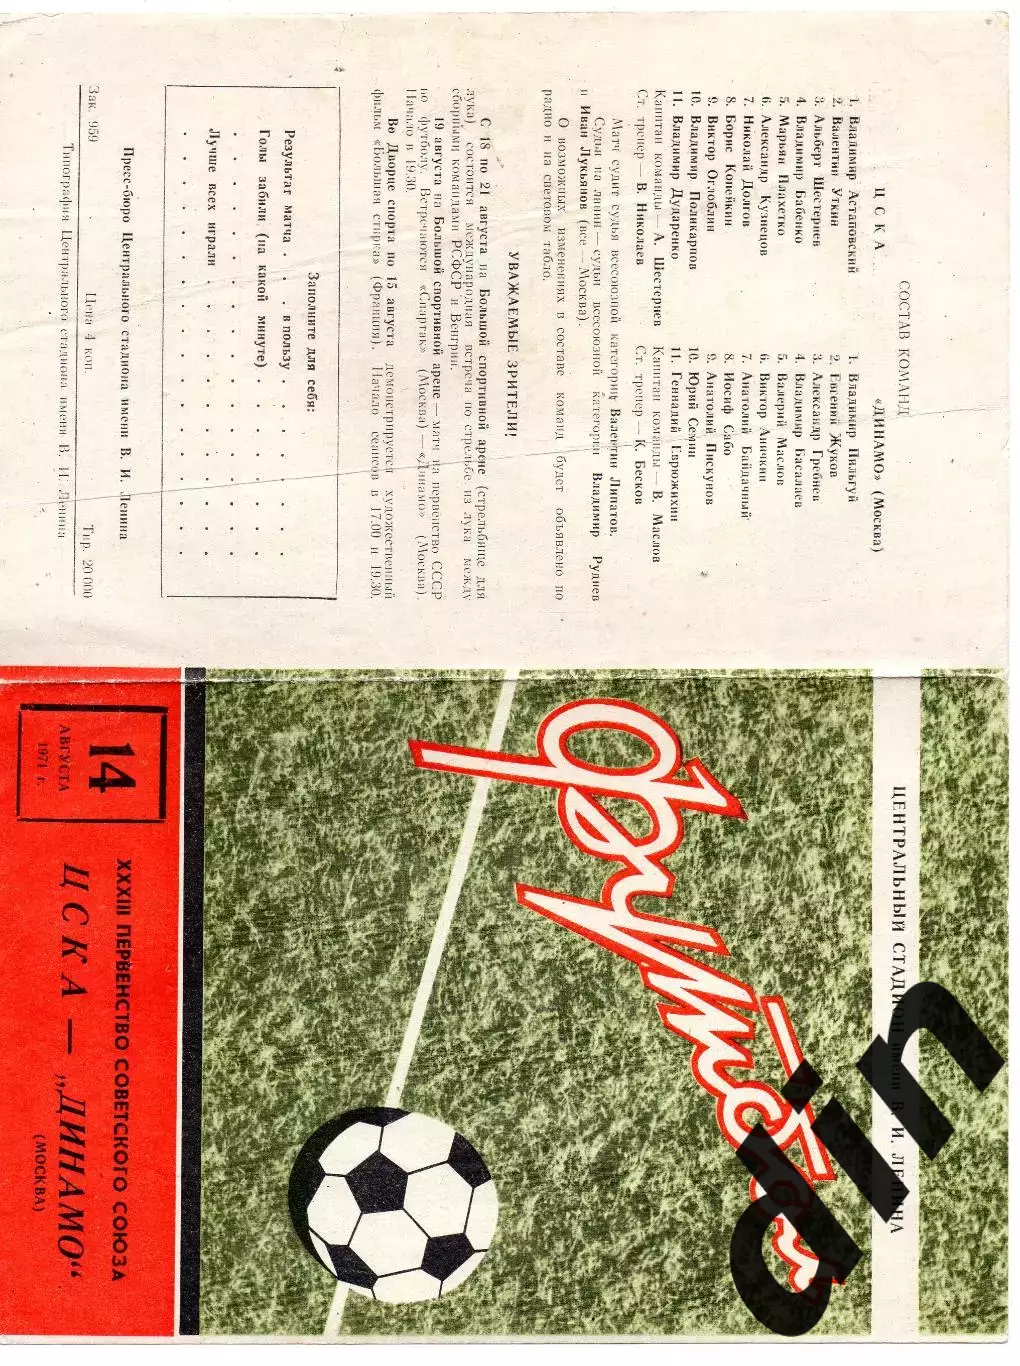 СОСТАВ КОМАНД
ЦСКА
1. Владимир Астаповский
2. Валентин Уткин
3. Альберт Шестернев
4. Владимир Бабенко
5. Марьян Плахетко
6. Александр Кузнецов
7. Николай Долгов
8. Борис Копейкин
9. Виктор Оглоблин
10. Владимир Поликарпов
11. Владимир Дударенко
Капитан команды — А. Шестернев
Ст. тренер — В. Николаев
«ДИНАМО» (Москва)
1. Владимир Пильгуй
2. Евгений Жуков
3. Александр Гребнев
4. Владимир Басалаев
5. Валерий Маслов
6. Виктор Аничкин
7. Анатолий Байдачный
8. Иосиф Сабо
9. Анатолий Пискунов
10. Юрий Семин
11. Геннадий Еврюжихин
Капитан команды — В. Маслов
Ст. тренер — К. Бесков
Матч судит судья всесоюзной категории Валентин Липатов.
Судьи на линии — судьи всесоюзной категории Владимир Руднев
и Иван Лукьянов (все — Москва).
О возможных изменениях в составе команд будет объявлено по
радио и на световом табло.
УВАЖАЕМЫЕ ЗРИТЕЛИ!
С 18 по 21 августа на Большой спортивной арене (стрельбище для
лука) состоится международная встреча по стрельбе из лука между
сборными командами РСФСР и Венгрии.
19 августа на Большой спортивной арене — матч на первенство СССР
по футболу. Встречаются «Спартак» (Москва) — «Динамо» (Москва).
Начало в 19.30.
Во Дворце спорта по 15 августа демонстрируется художественный
фильм «Большая стирка» (Франция). Начало сеансов в 17.00 и 19.30.
Заполните для себя:
Результат матча . . в пользу . . . . . . .
Голы забили (на какой минуте) . . . . . . .
Лучше всех играли . . . . . . . . . .
Пресс-бюро Центрального стадиона имени В. И. Ленина
Зак. 959 Цена 4 коп. Тир. 20 000
Типография Центрального стадиона имени В. И. Ленина
ЦЕНТРАЛЬНЫЙ СТАДИОН имени В. И. ЛЕНИНА
футбол
14
АВГУСТА
1971 г.
XXXIII ПЕРВЕНСТВО СОВЕТСКОГО СОЮЗА
ЦСКА — „ДИНАМО“
(МОСКВА)
din